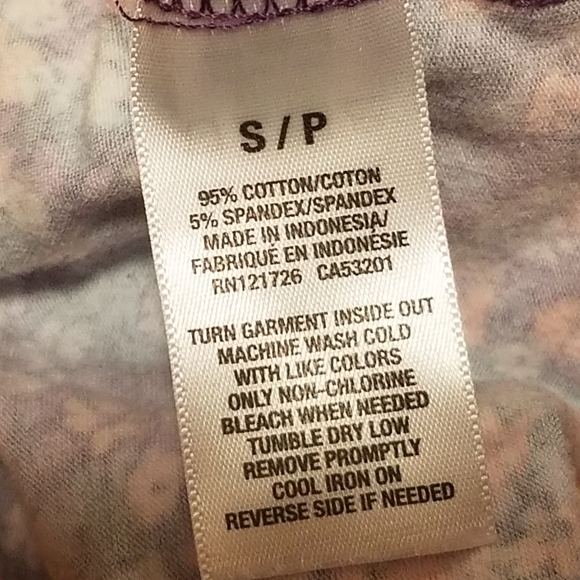 S / P
95% COTTON/COTON
5% SPANDEX/SPANDEX
MADE IN INDONESIA/
FABRIQUÉ EN INDONÉSIE
RN121726 CA53201
TURN GARMENT INSIDE OUT
MACHINE WASH COLD
WITH LIKE COLORS
ONLY NON-CHLORINE
BLEACH WHEN NEEDED
TUMBLE DRY LOW
REMOVE PROMPTLY
COOL IRON ON
REVERSE SIDE IF NEEDED